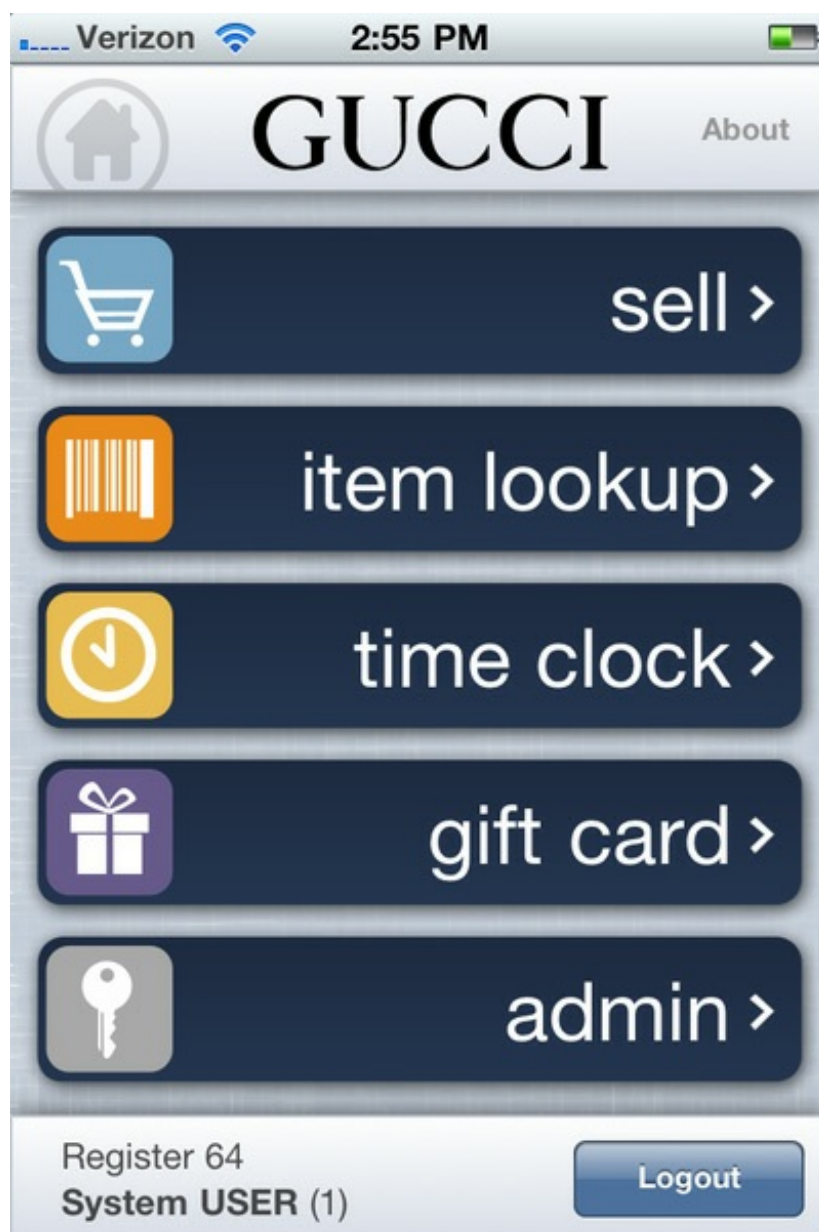 Verizon 2:55 PM
GUCCI About
sell >
item lookup >
time clock >
gift card >
admin >
Register 64
System USER (1)
Logout